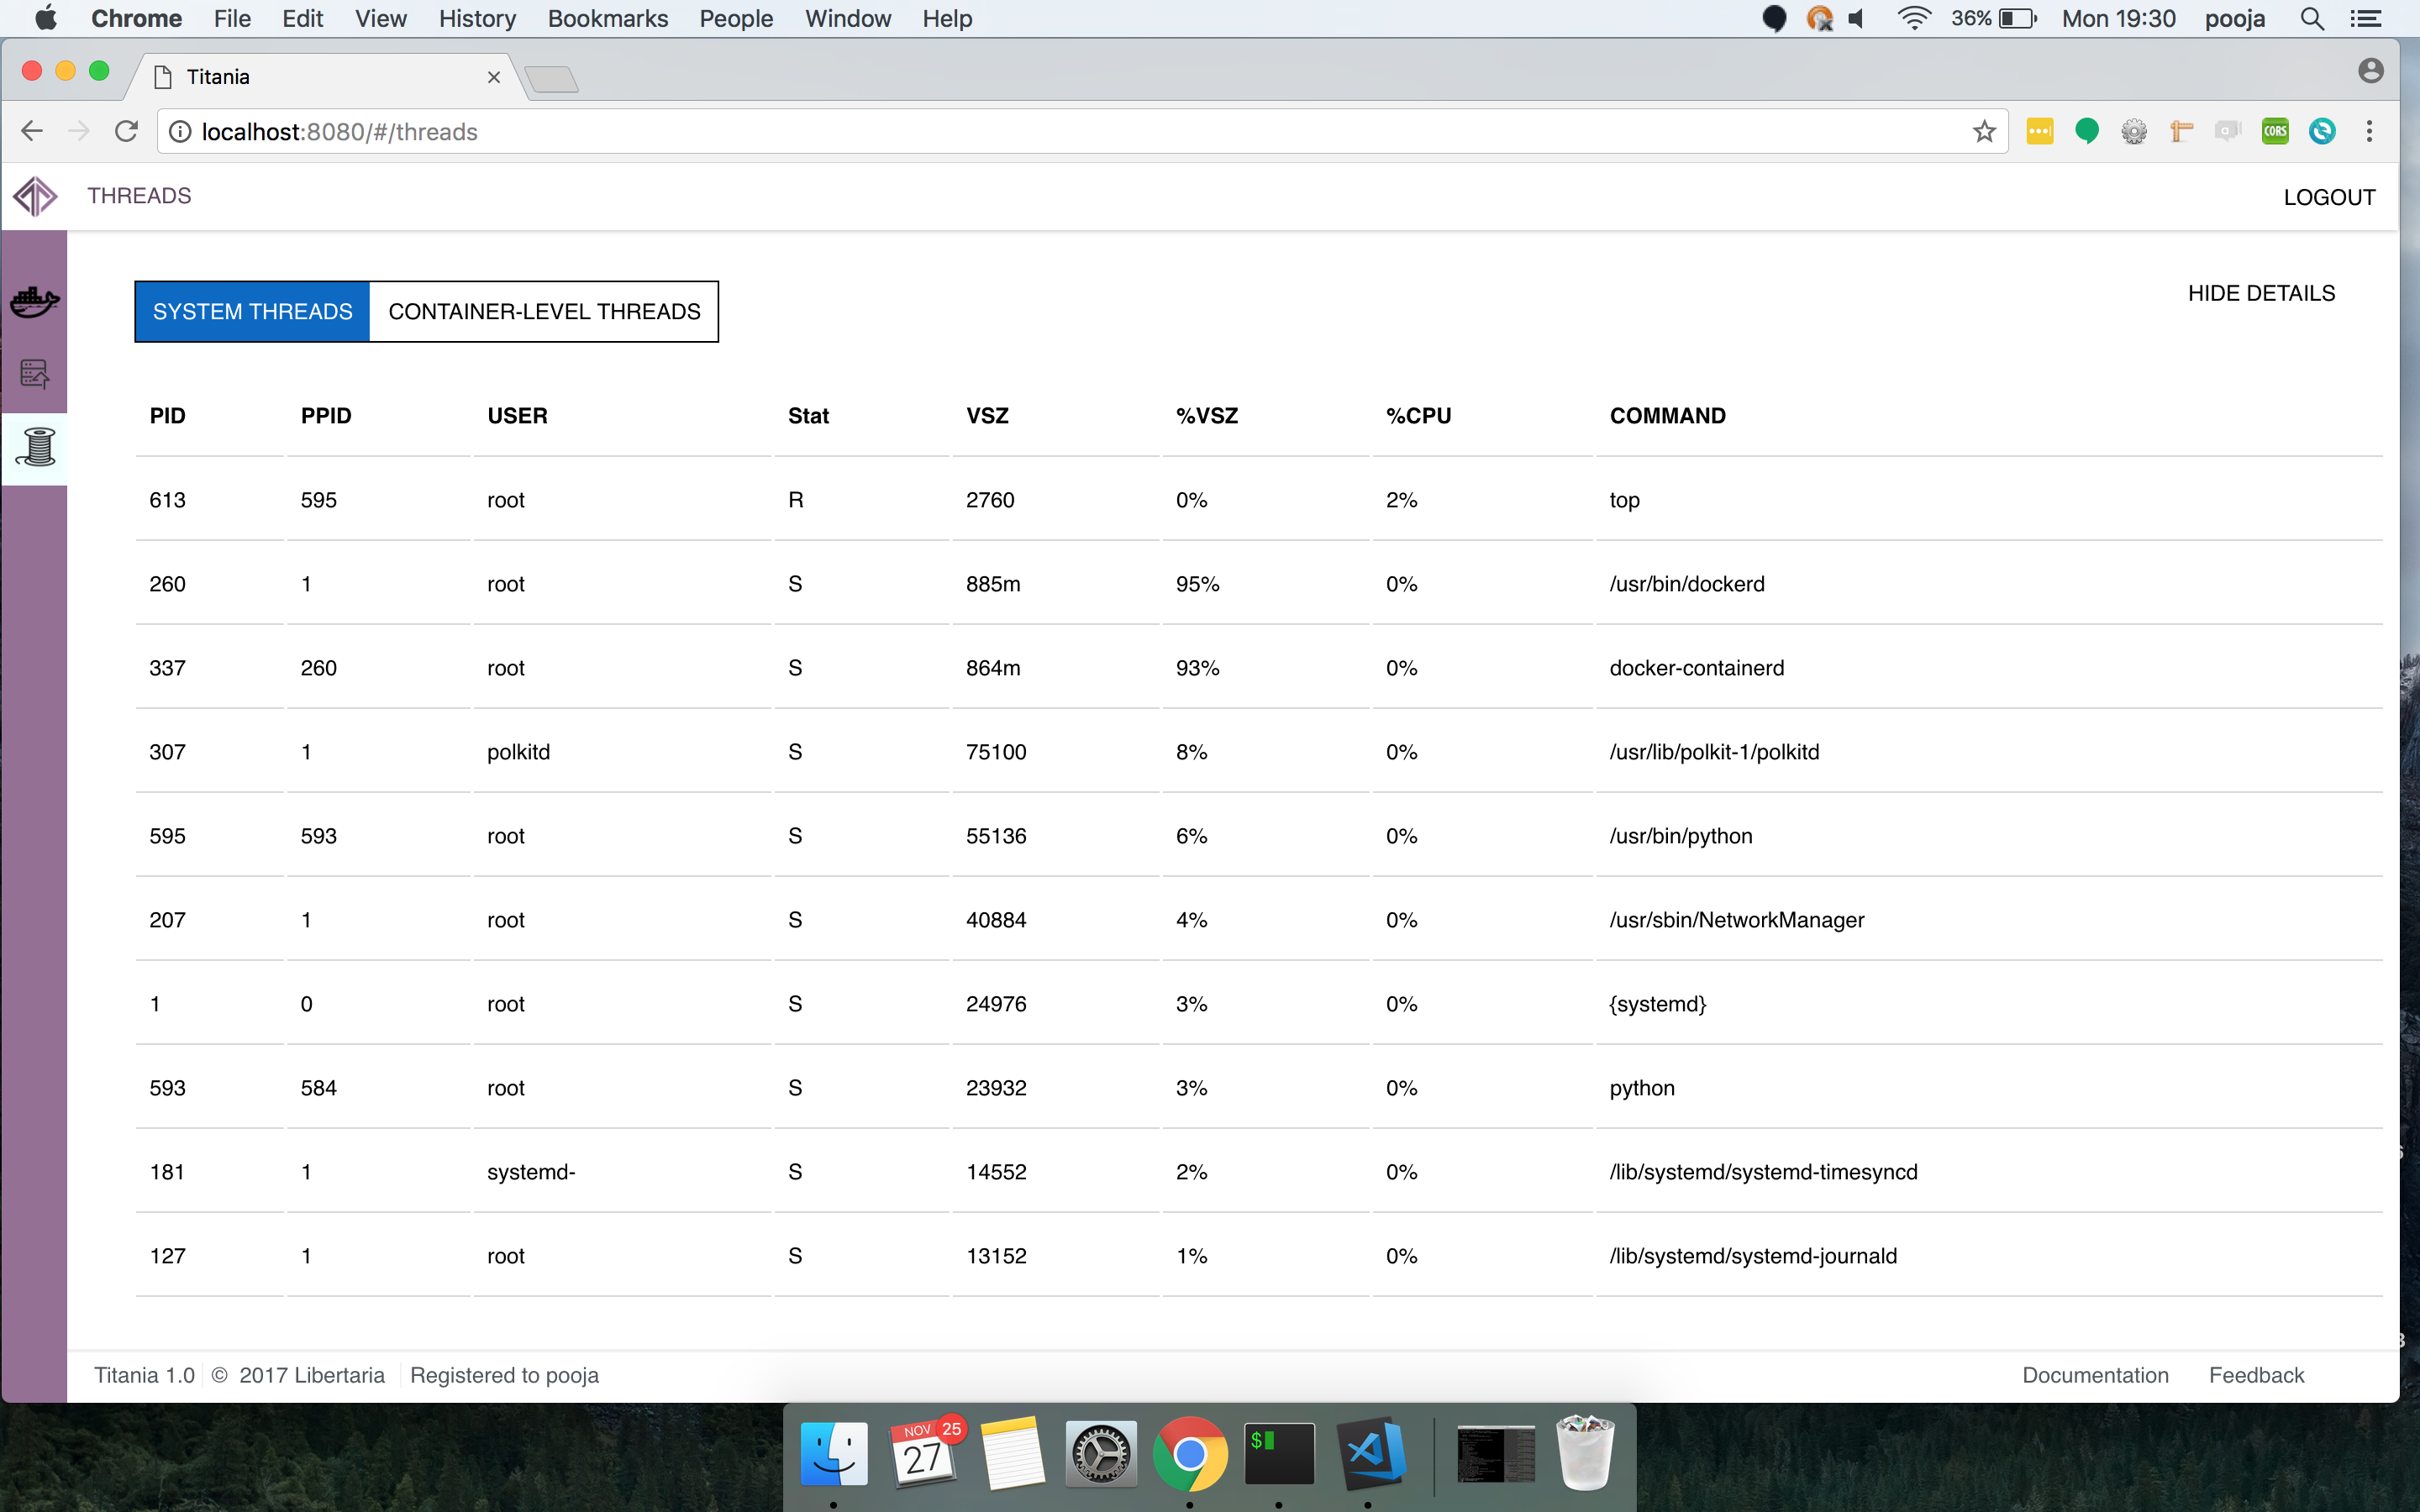 Chrome File Edit View History Bookmarks People Window Help 36% Mon 19:30 pooja
Titania
localhost:8080/#/threads CORS
THREADS LOGOUT
SYSTEM THREADS CONTAINER-LEVEL THREADS HIDE DETAILS
PID PPID USER Stat VSZ %VSZ %CPU COMMAND
613 595 root R 2760 0% 2% top
260 1 root S 885m 95% 0% /usr/bin/dockerd
337 260 root S 864m 93% 0% docker-containerd
307 1 polkitd S 75100 8% 0% /usr/lib/polkit-1/polkitd
595 593 root S 55136 6% 0% /usr/bin/python
207 1 root S 40884 4% 0% /usr/sbin/NetworkManager
1 0 root S 24976 3% 0% {systemd}
593 584 root S 23932 3% 0% python
181 1 systemd- S 14552 2% 0% /lib/systemd/systemd-timesyncd
127 1 root S 13152 1% 0% /lib/systemd/systemd-journald
Titania 1.0 © 2017 Libertaria Registered to pooja Documentation Feedback
NOV 25
27
$